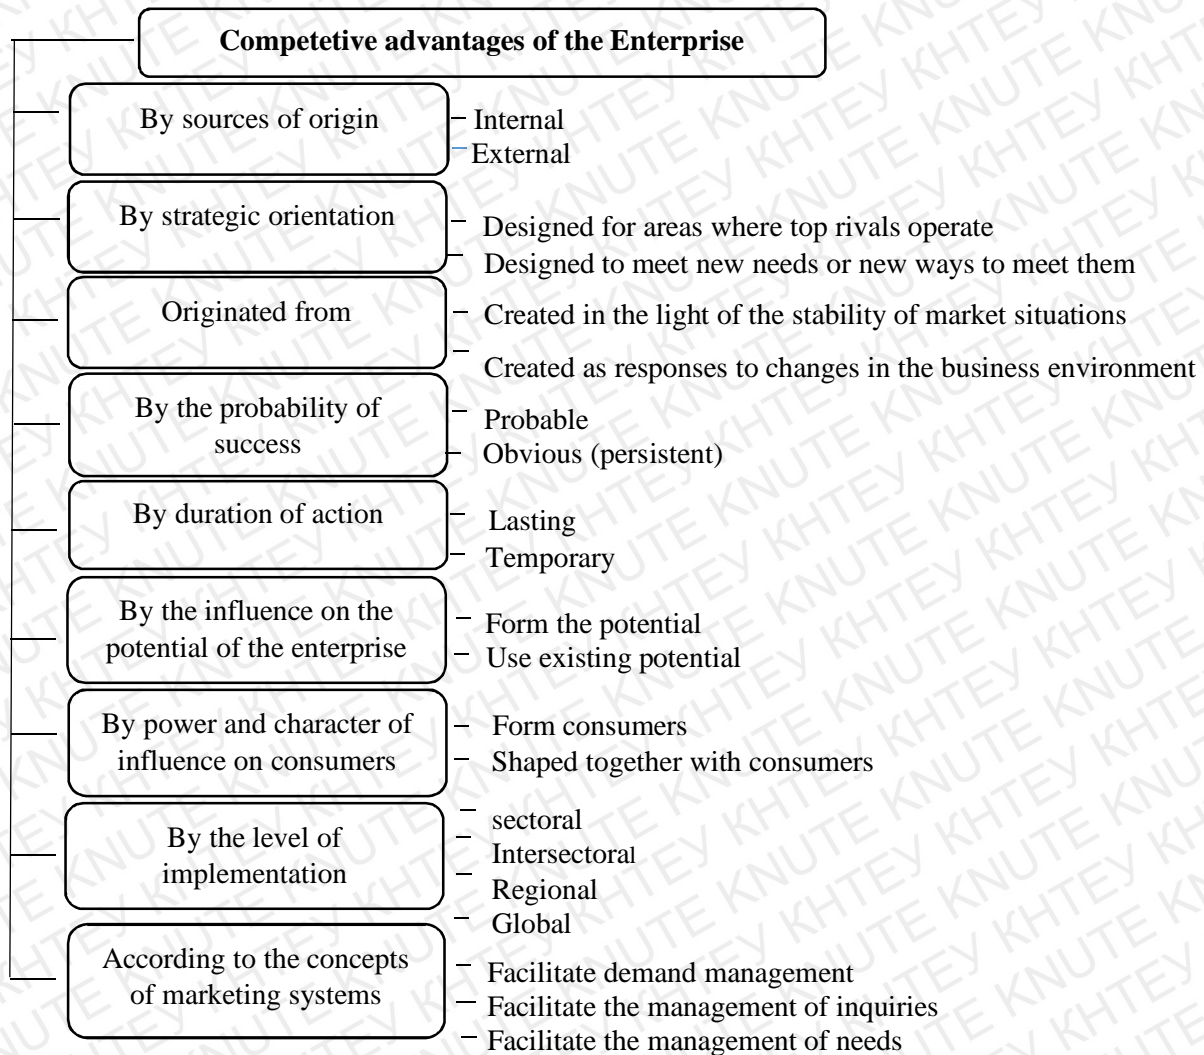 Competetive advantages of the Enterprise
By sources of origin
Internal
External
By strategic orientation
Designed for areas where top rivals operate
Designed to meet new needs or new ways to meet them
Originated from
Created in the light of the stability of market situations
Created as responses to changes in the business environment
By the probability of
success
Probable
Obvious (persistent)
By duration of action
Lasting
Temporary
By the influence on the
potential of the enterprise
Form the potential
Use existing potential
By power and character of
influence on consumers
Form consumers
Shaped together with consumers
By the level of
implementation
sectoral
Intersectoral
Regional
Global
According to the concepts
of marketing systems
Facilitate demand management
Facilitate the management of inquiries
Facilitate the management of needs